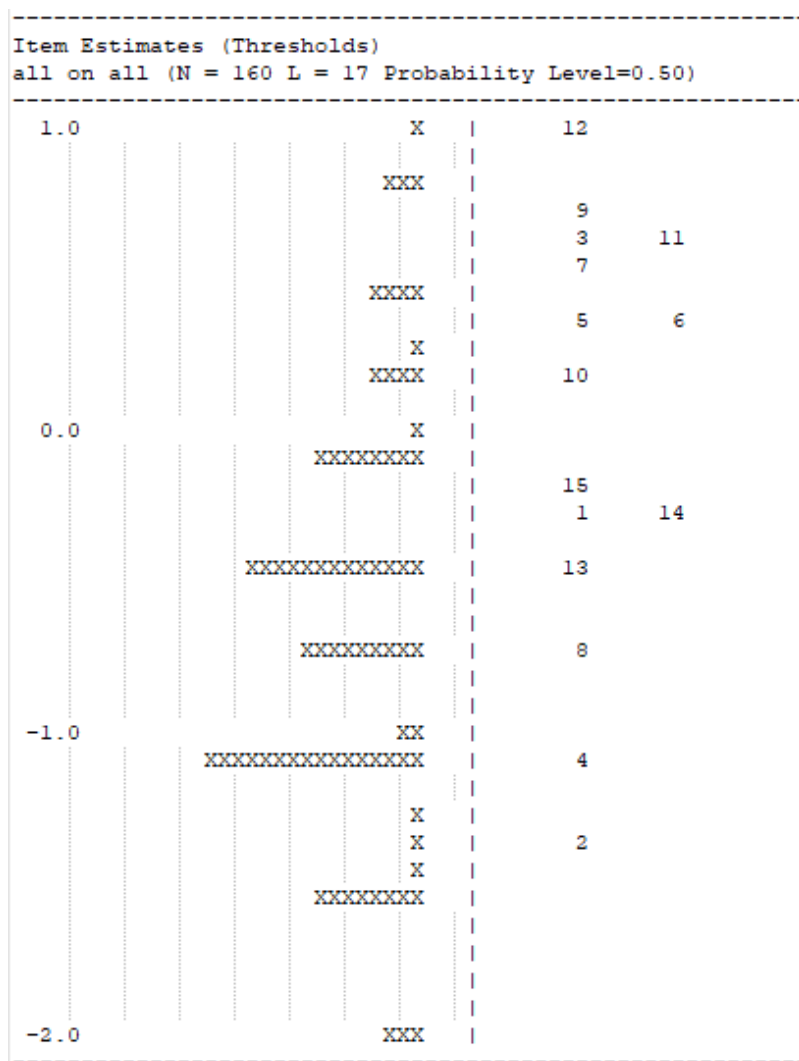 ---------------------------------------------------------
Item Estimates (Thresholds)
all on all (N = 160 L = 17 Probability Level=0.50)
---------------------------------------------------------
1.0 X | 12
|
XXX |
| 9
| 3 11
| 7
XXXX |
| 5 6
X |
XXXX | 10
|
0.0 X |
XXXXXXXX |
| 15
| 1 14
|
XXXXXXXXXXXXX | 13
|
|
XXXXXXXXX | 8
|
|
-1.0 XX |
XXXXXXXXXXXXXXXX | 4
|
X |
X | 2
X |
XXXXXXXX |
|
|
|
|
-2.0 XXX |
---------------------------------------------------------